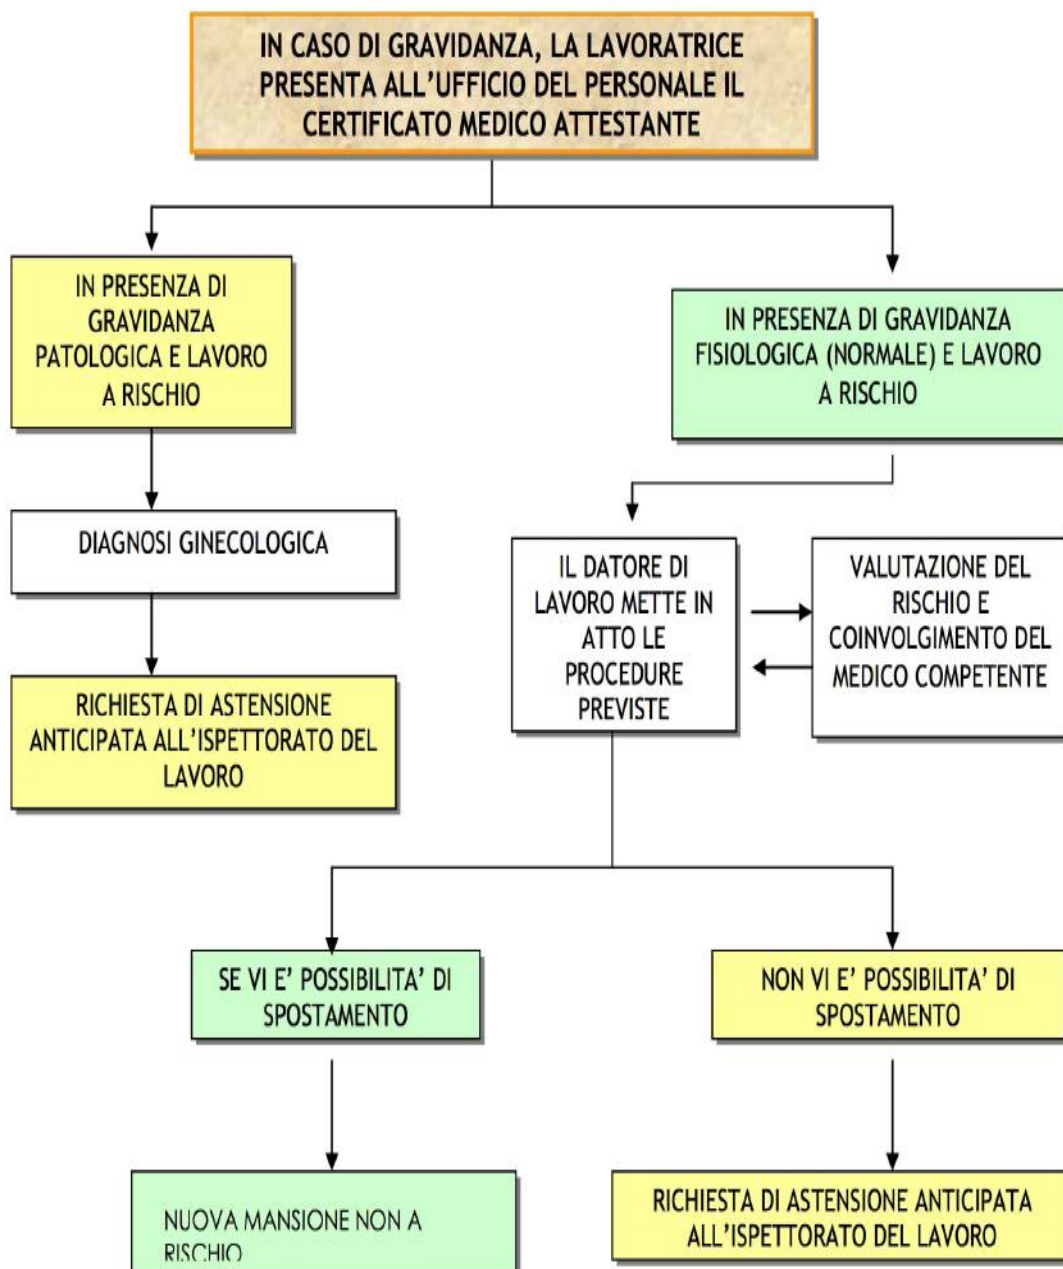 IN CASO DI GRAVIDANZA, LA LAVORATRICE
PRESENTA ALL'UFFICIO DEL PERSONALE IL
CERTIFICATO MEDICO ATTESTANTE
IN PRESENZA DI
GRAVIDANZA
PATOLOGICA E LAVORO
A RISCHIO
IN PRESENZA DI GRAVIDANZA
FISIOLOGICA (NORMALE) E LAVORO
A RISCHIO
DIAGNOSI GINECOLOGICA
IL DATORE DI
LAVORO METTE IN
ATTO LE
PROCEDURE
PREVISTE
VALUTAZIONE DEL
RISCHIO E
COINVOLGIMENTO DEL
MEDICO COMPETENTE
RICHIESTA DI ASTENSIONE
ANTICIPATA ALL'ISPETTORATO DEL
LAVORO
SE VI E' POSSIBILITA' DI
SPOSTAMENTO
NON VI E' POSSIBILITA' DI
SPOSTAMENTO
NUOVA MANSIONE NON A
RISCHIO
RICHIESTA DI ASTENSIONE ANTICIPATA
ALL'ISPETTORATO DEL LAVORO